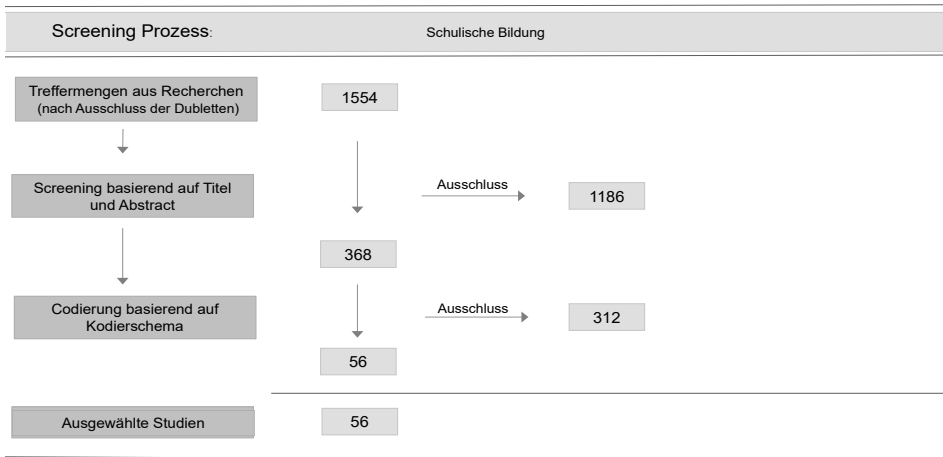 Screening Prozess: Schulische Bildung
Treffermengen aus Recherchen
(nach Ausschluss der Dubletten)
1554
Screening basierend auf Titel
und Abstract
Ausschluss
1186
368
Codierung basierend auf
Kodierschema
Ausschluss
312
56
Ausgewählte Studien
56